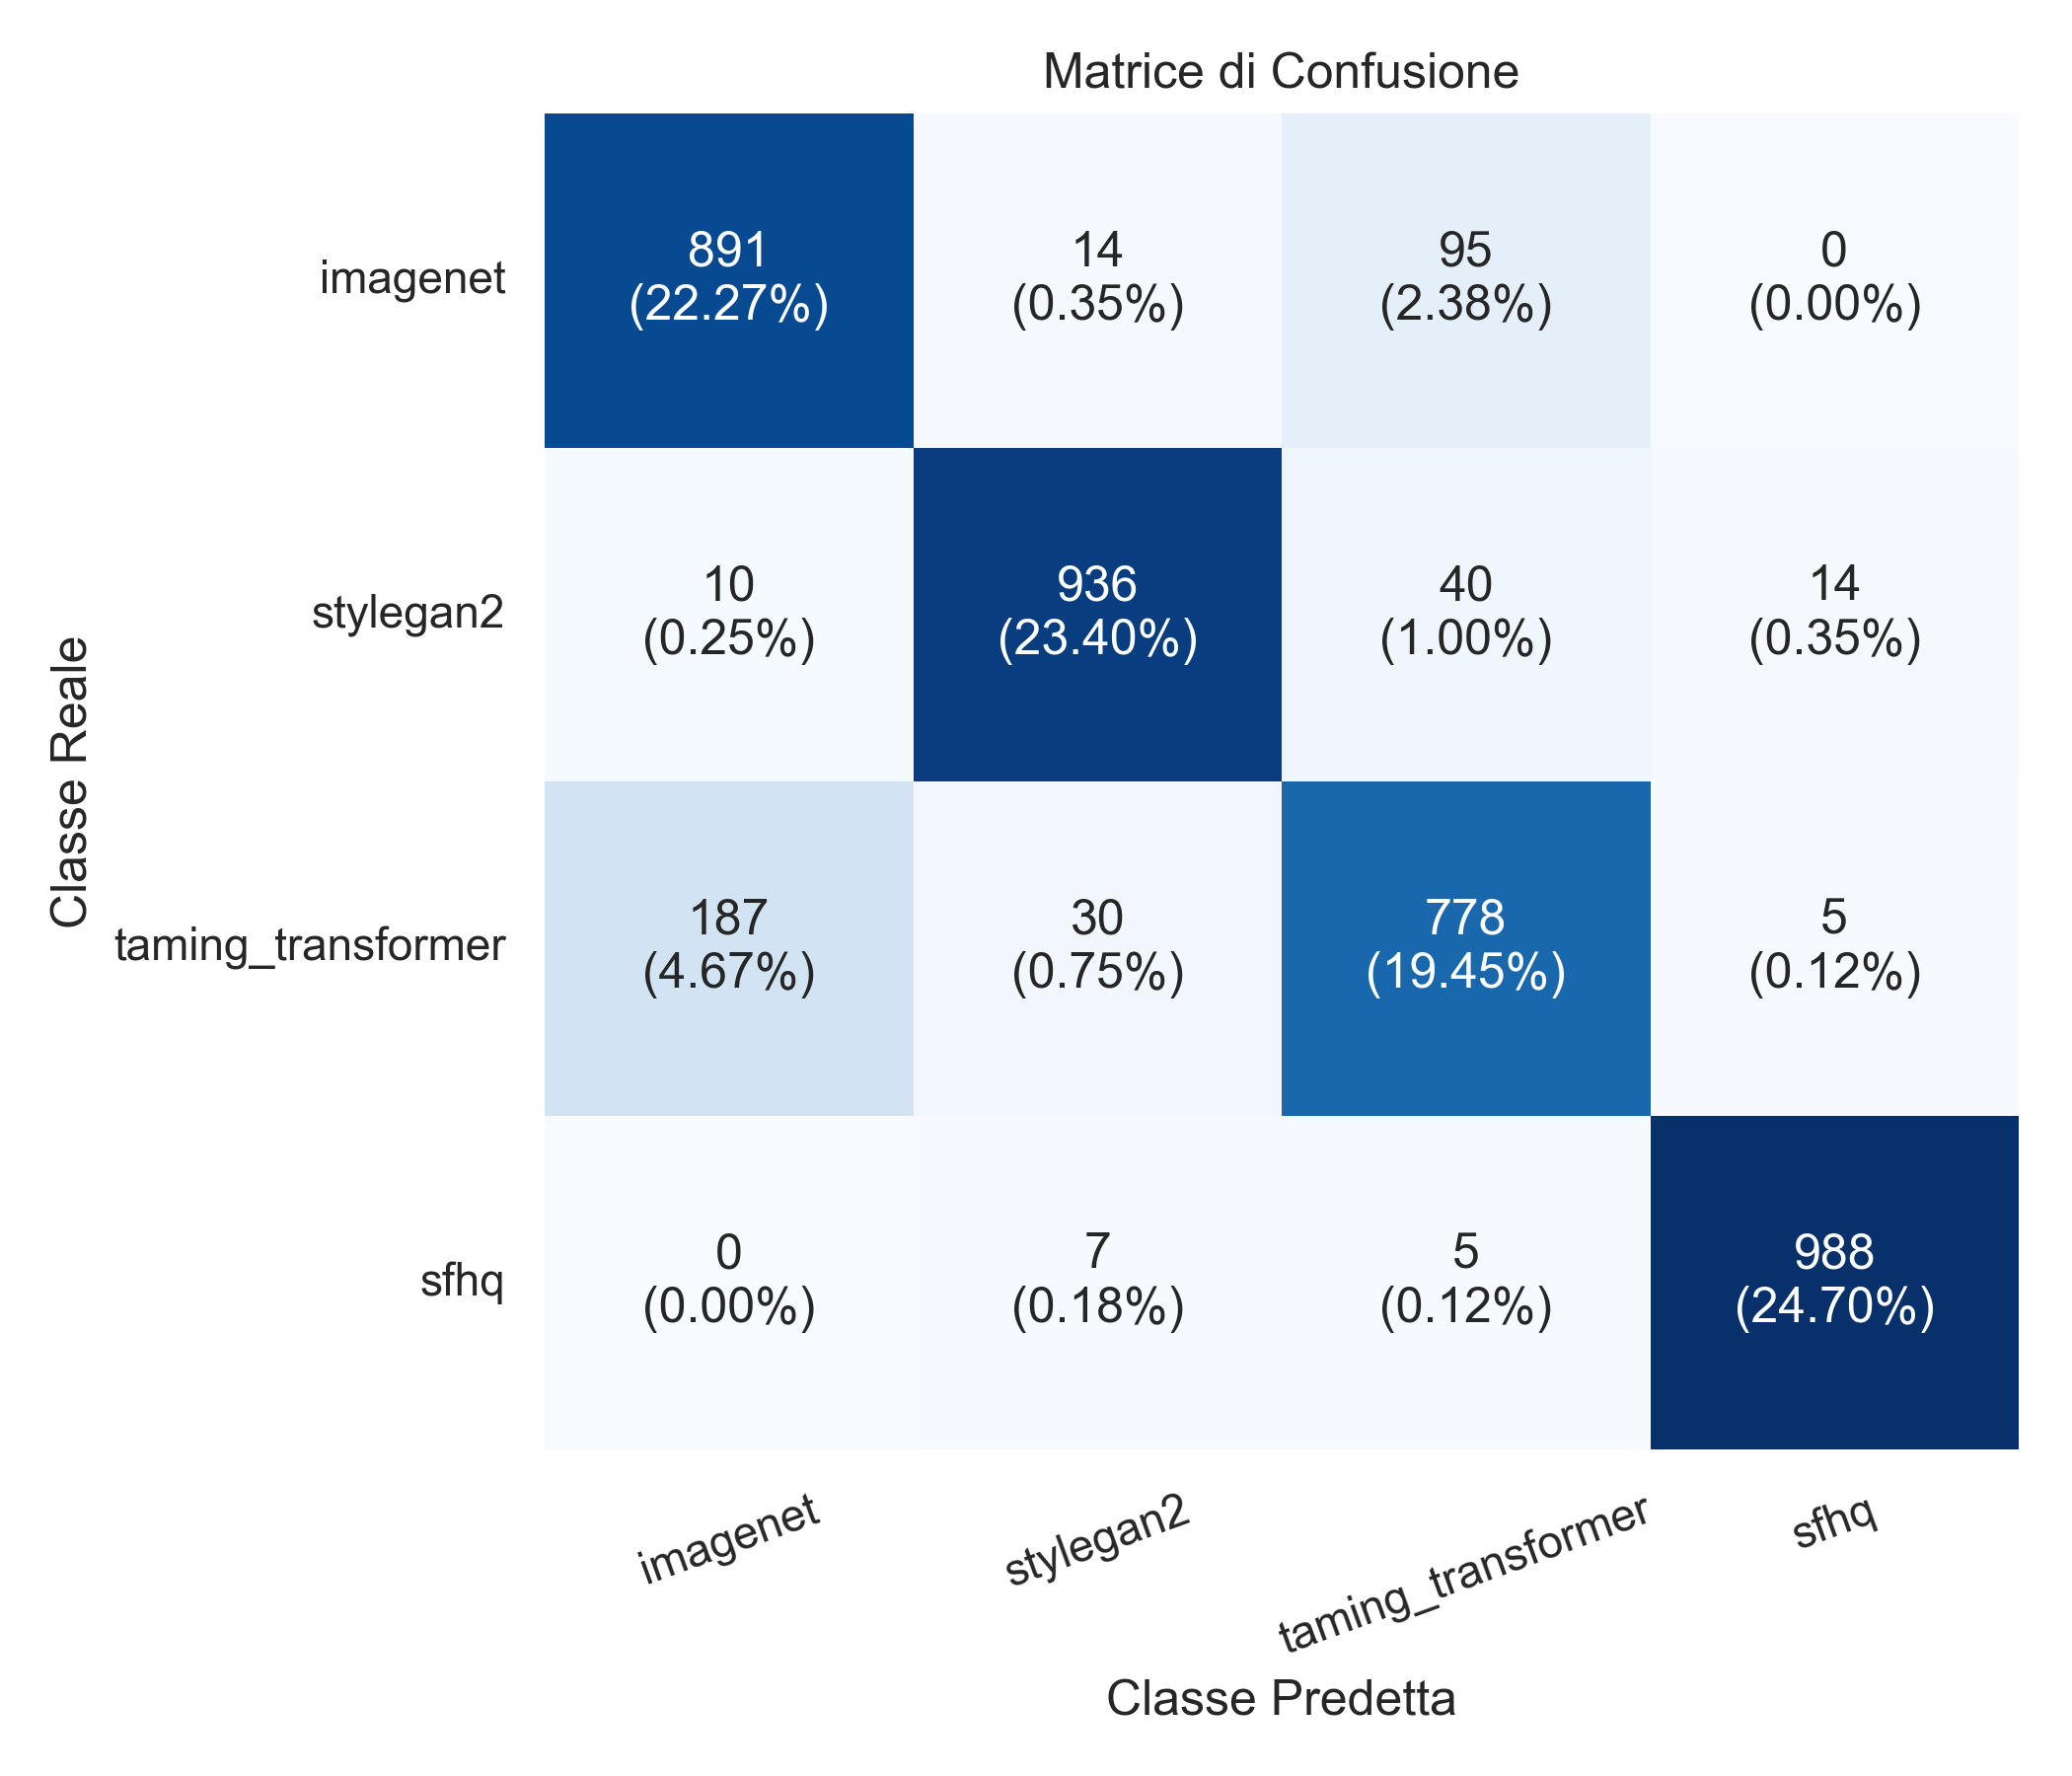 Matrice di Confusione
Classe Reale
imagenet
891
(22.27%)
14
(0.35%)
95
(2.38%)
0
(0.00%)
stylegan2
10
(0.25%)
936
(23.40%)
40
(1.00%)
14
(0.35%)
taming_transformer
187
(4.67%)
30
(0.75%)
778
(19.45%)
5
(0.12%)
sfhq
0
(0.00%)
7
(0.18%)
5
(0.12%)
988
(24.70%)
imagenet
stylegan2
taming_transformer
sfhq
Classe Predetta